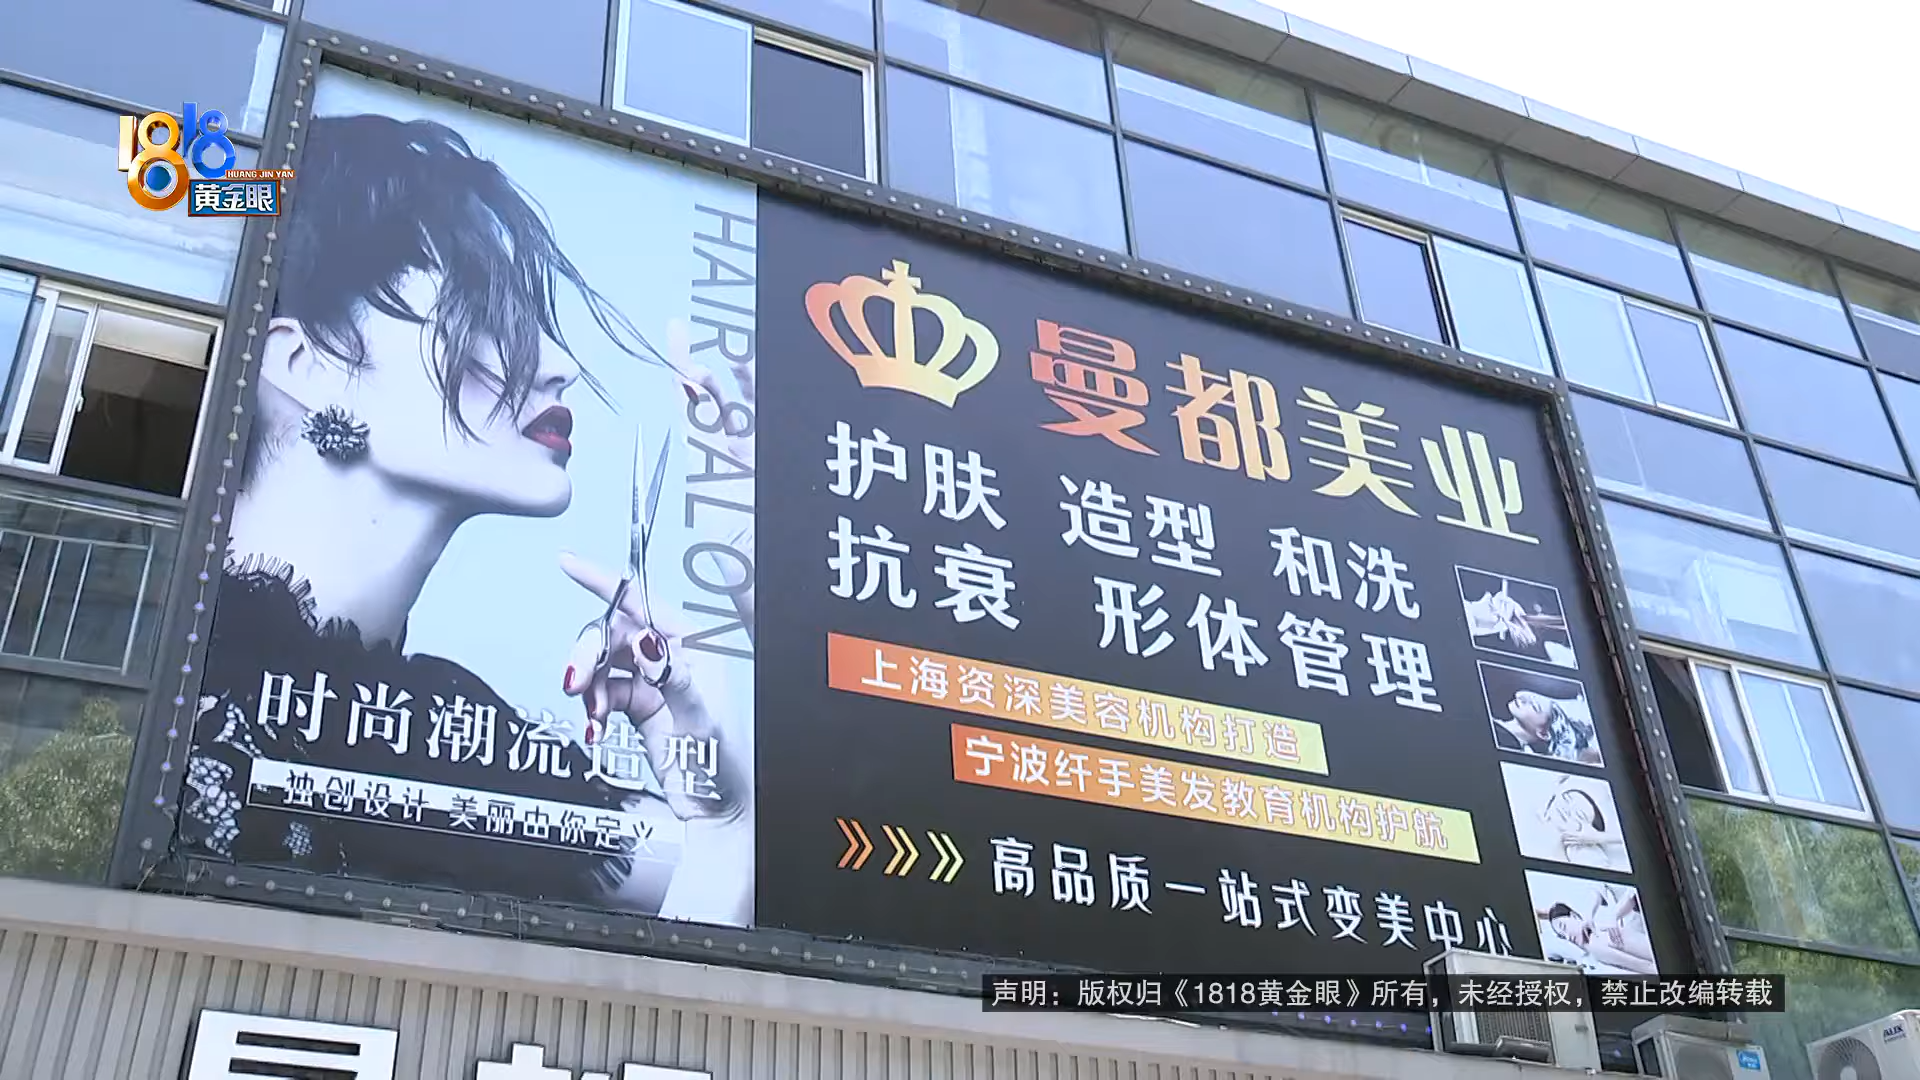 1818
HUANG JIN YAN
黄金眼
HAIR SALON
时尚潮流造型
独创设计 美丽由你定义
曼都美业
护肤 造型 和洗
抗衰 形体管理
上海资深美容机构打造
宁波纤手美发教育机构护航
高品质一站式变美中心
声明：版权归《1818黄金眼》所有，未经授权，禁止改编转载